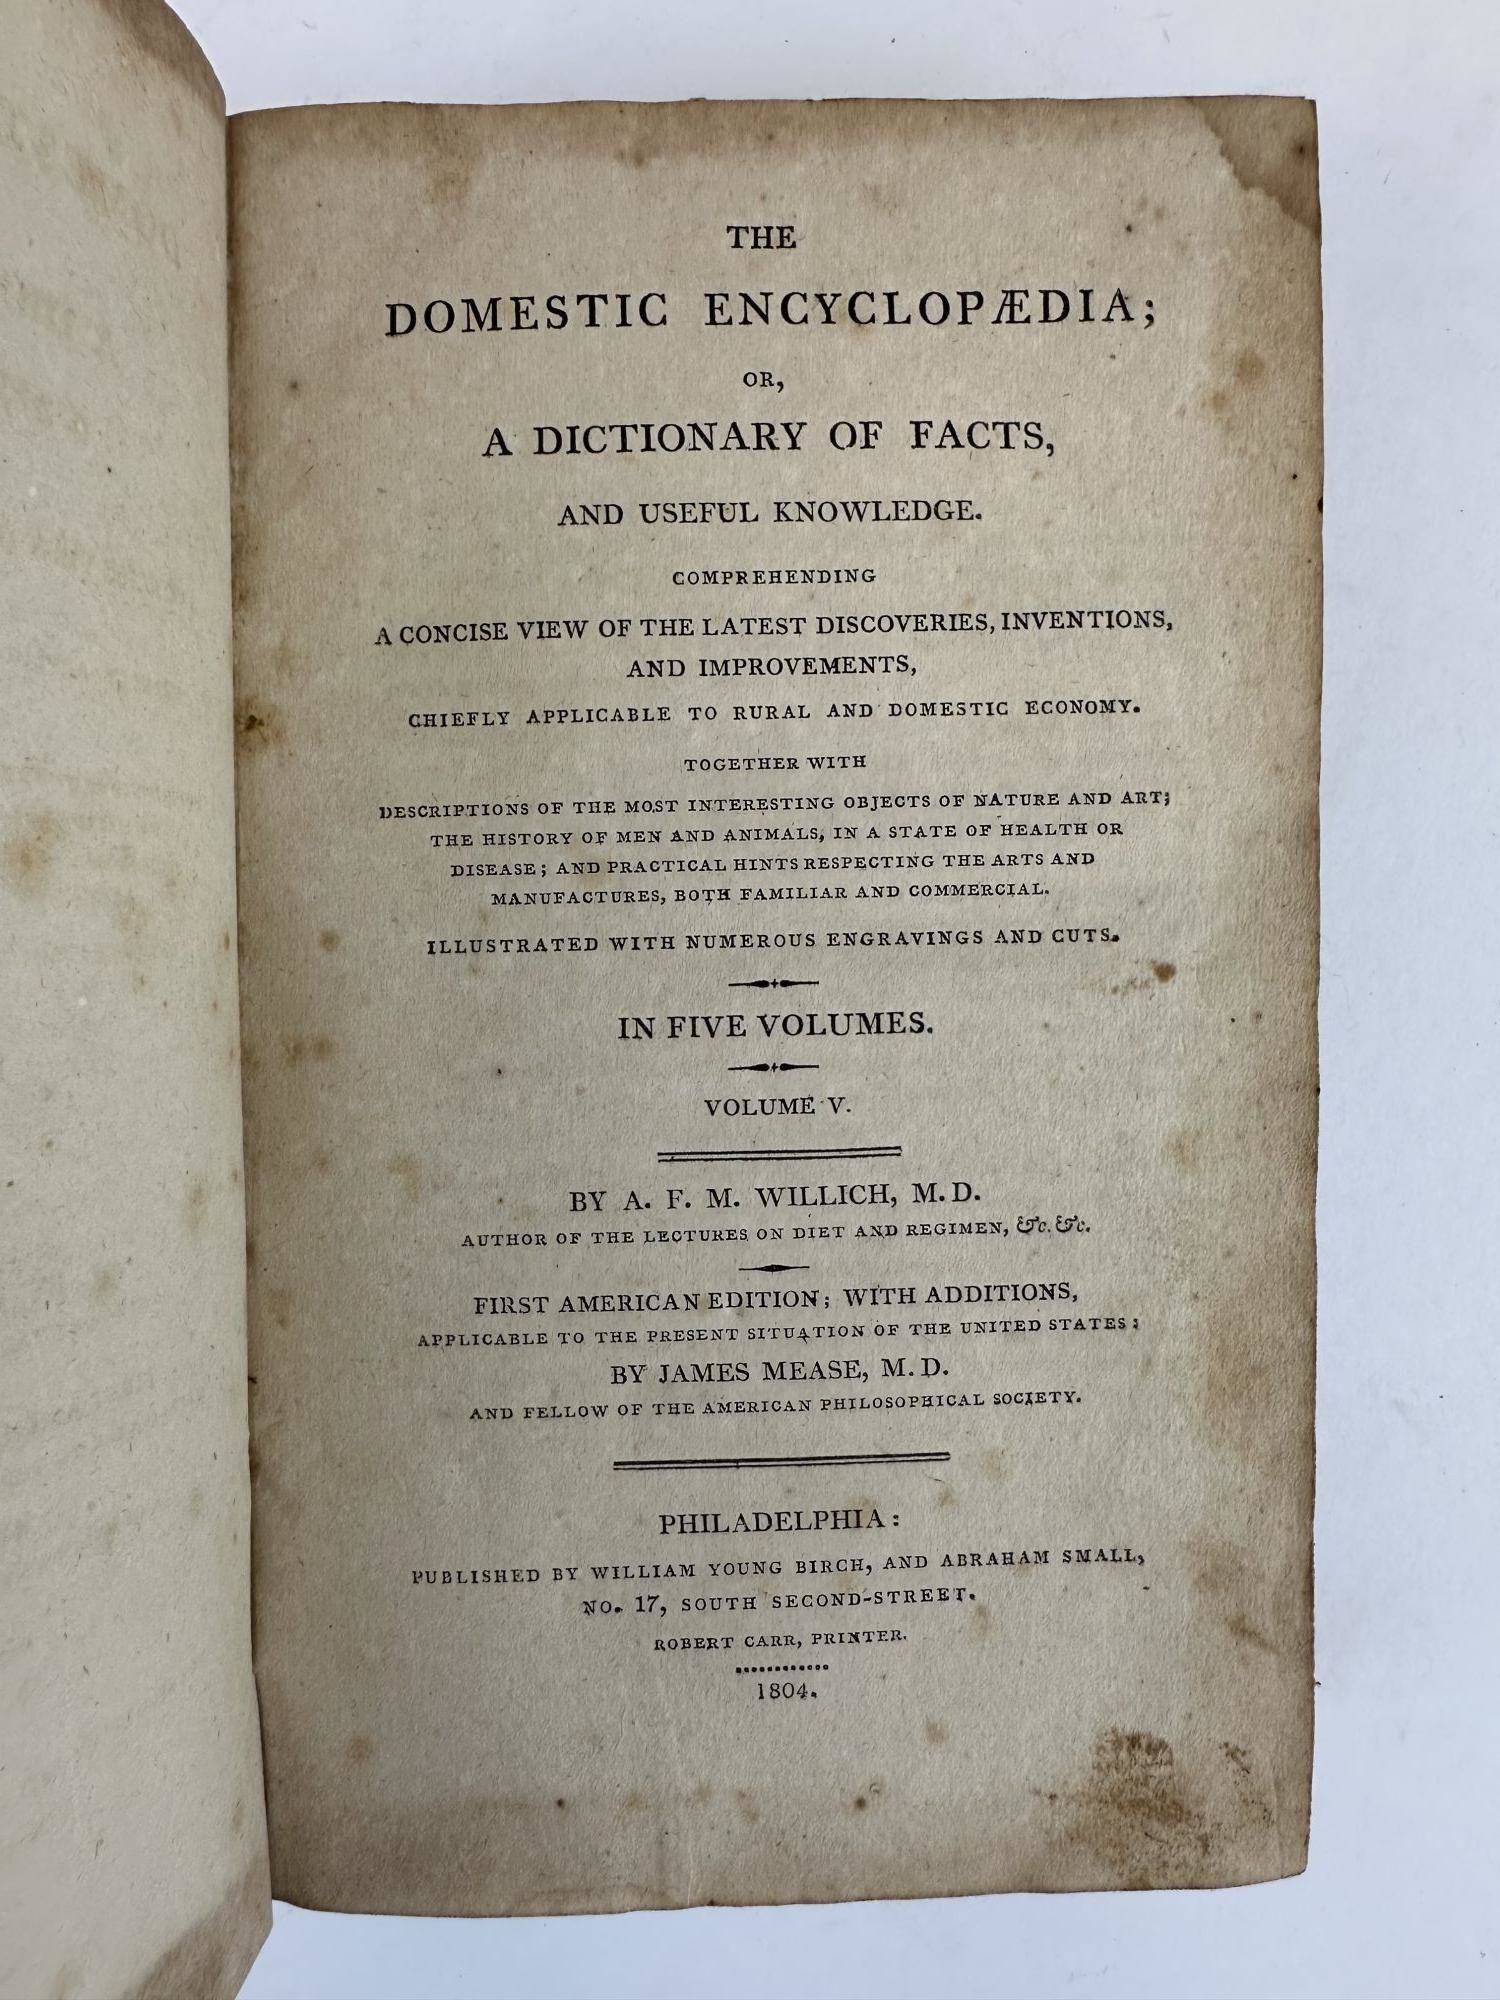 THE
DOMESTIC ENCYCLOPÆDIA;
OR,
A DICTIONARY OF FACTS,
AND USEFUL KNOWLEDGE.
COMPREHENDING
A CONCISE VIEW OF THE LATEST DISCOVERIES, INVENTIONS,
AND IMPROVEMENTS,
CHIEFLY APPLICABLE TO RURAL AND DOMESTIC ECONOMY.
TOGETHER WITH
DESCRIPTIONS OF THE MOST INTERESTING OBJECTS OF NATURE AND ART;
THE HISTORY OF MEN AND ANIMALS, IN A STATE OF HEALTH OR
DISEASE; AND PRACTICAL HINTS RESPECTING THE ARTS AND
MANUFACTURES, BOTH FAMILIAR AND COMMERCIAL.
ILLUSTRATED WITH NUMEROUS ENGRAVINGS AND CUTS.
IN FIVE VOLUMES.
VOLUME V.
BY A. F. M. WILLICH, M. D.
AUTHOR OF THE LECTURES ON DIET AND REGIMEN, &c. &c.
FIRST AMERICAN EDITION; WITH ADDITIONS,
APPLICABLE TO THE PRESENT SITUATION OF THE UNITED STATES:
BY JAMES MEASE, M. D.
AND FELLOW OF THE AMERICAN PHILOSOPHICAL SOCIETY.
PHILADELPHIA:
PUBLISHED BY WILLIAM YOUNG BIRCH, AND ABRAHAM SMALL,
NO. 17, SOUTH SECOND-STREET.
ROBERT CARR, PRINTER.
1804.